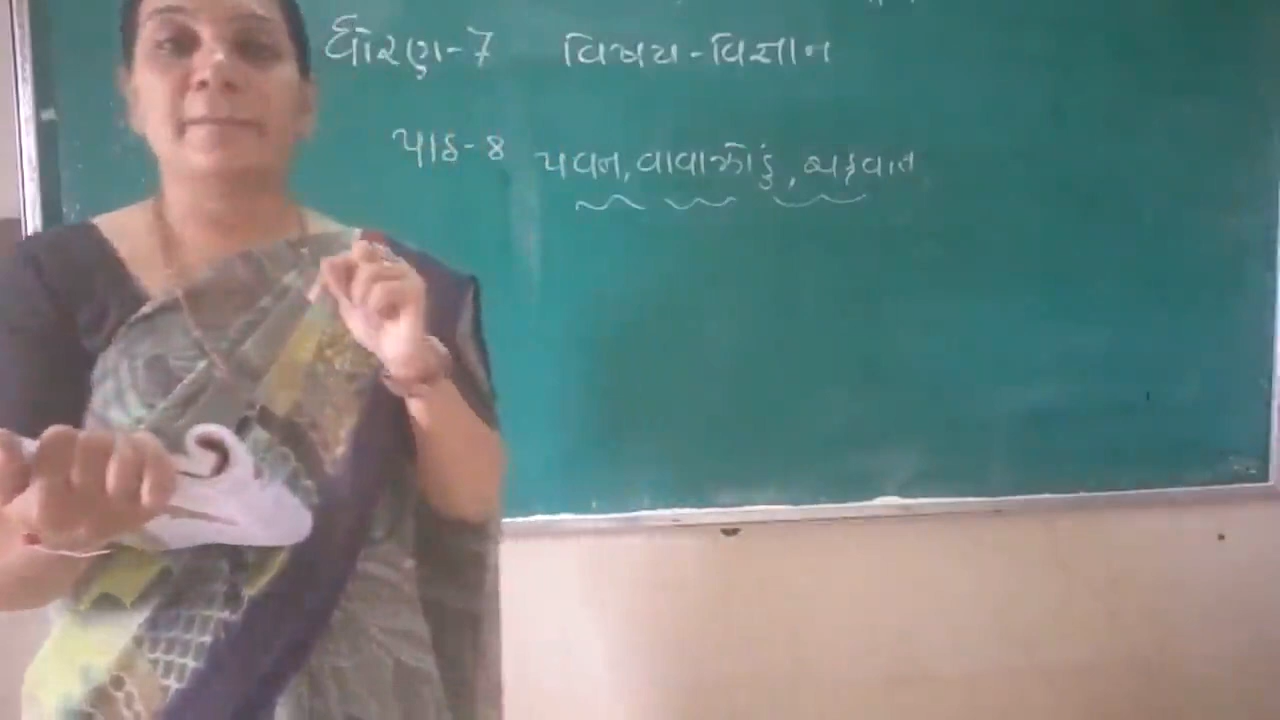 ધોરણ-7 વિષય-વિજ્ઞાન
પાઠ-8 પવન, વાવાઝોડું, ચક્રવાત